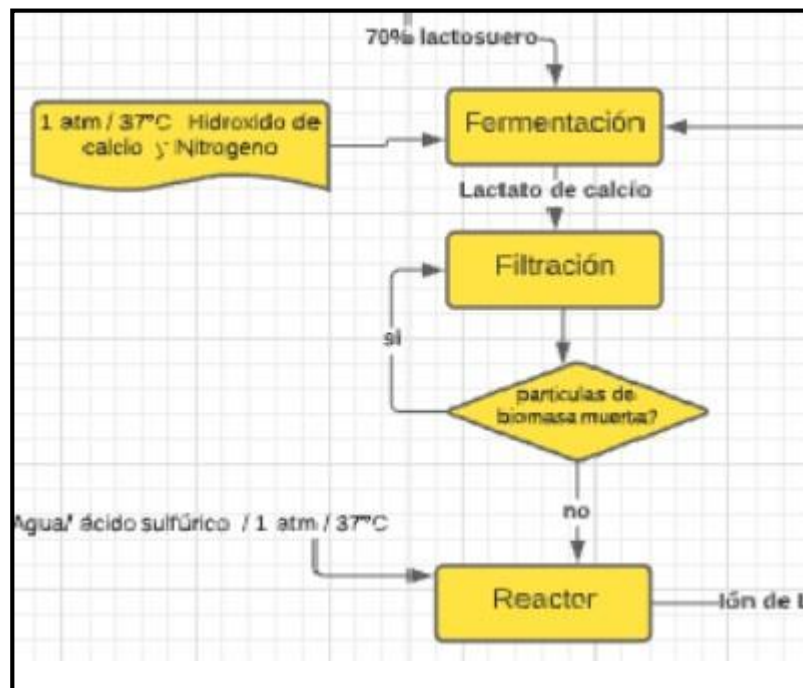 70% lactosuero
1 atm / 37°C Hidroxido de
calcio y Nitrogeno
Fermentación
Lactato de calcio
Filtración
si
particulas de
biomasa muerta?
no
Agua/ ácido sulfúrico / 1 atm / 37°C
Reactor
Ión de